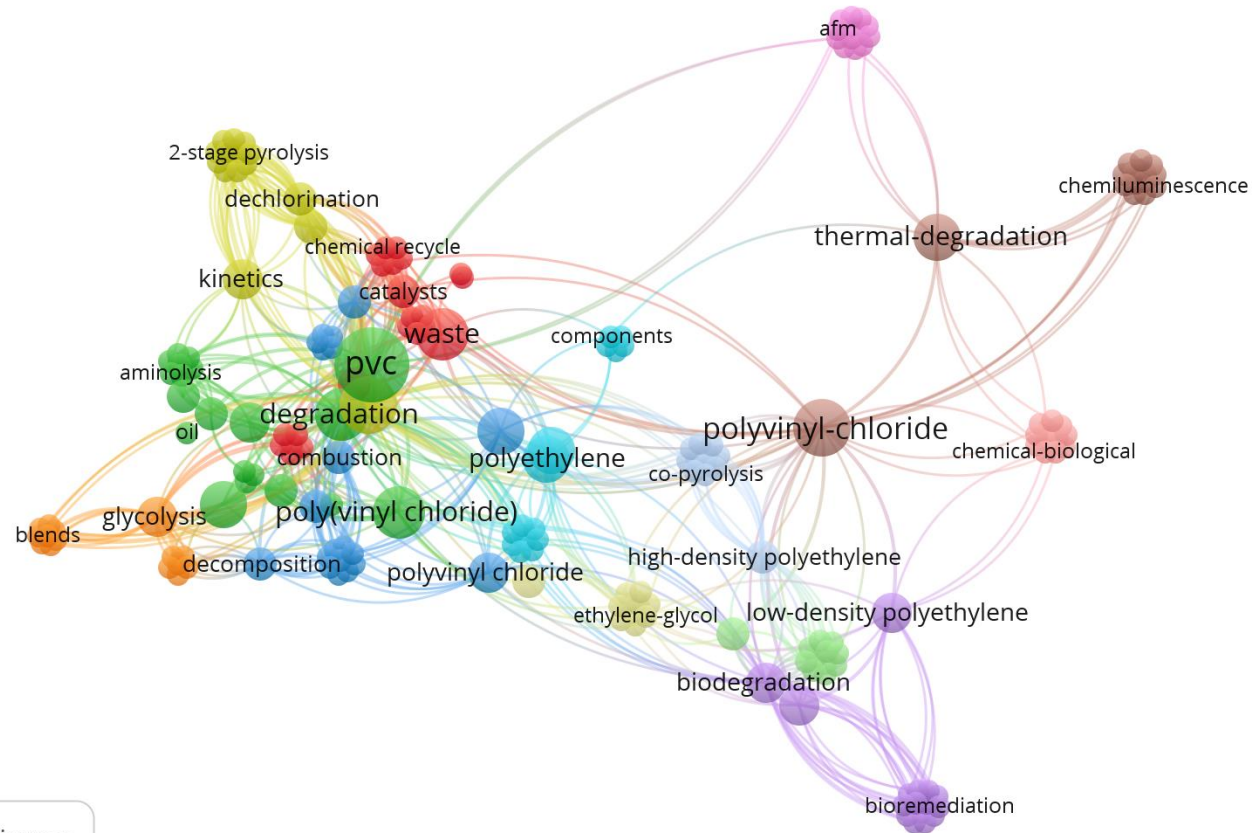 afm
2-stage pyrolysis
chemiluminescence
dechlorination
thermal-degradation
chemical recycle
kinetics
catalysts
waste
components
pvc
aminolysis
degradation
polyvinyl-chloride
oil
chemical-biological
combustion
polyethylene
co-pyrolysis
glycolysis
poly(vinyl chloride)
blends
decomposition
high-density polyethylene
polyvinyl chloride
ethylene-glycol
low-density polyethylene
biodegradation
bioremediation